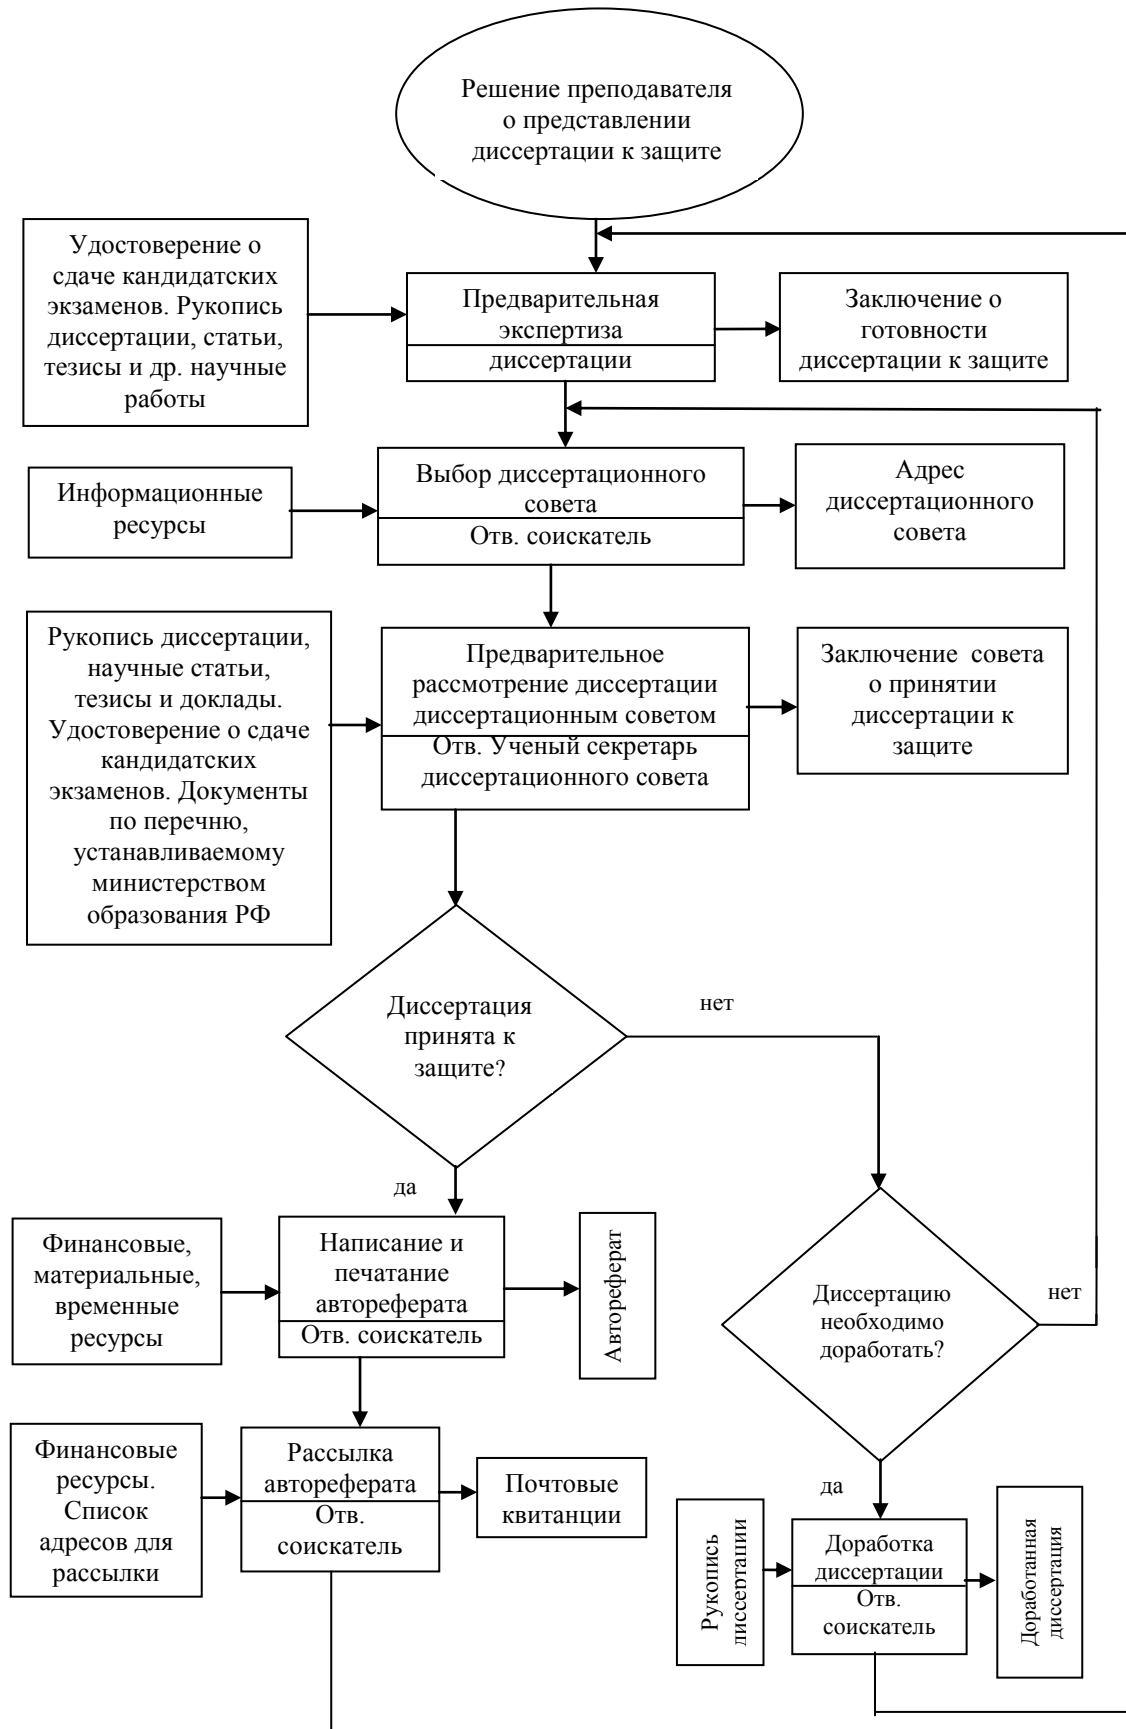 Решение преподавателя
о представлении
диссертации к защите
Удостоверение о
сдаче кандидатских
экзаменов. Рукопись
диссертации, статьи,
тезисы и др. научные
работы
Предварительная
экспертиза
диссертации
Заключение о
готовности
диссертации к защите
Информационные
ресурсы
Выбор диссертационного
совета
Отв. соискатель
Адрес
диссертационного
совета
Рукопись диссертации,
научные статьи,
тезисы и доклады.
Удостоверение о сдаче
кандидатских
экзаменов. Документы
по перечню,
устанавливаемому
министерством
образования РФ
Предварительное
рассмотрение диссертации
диссертационным советом
Отв. Ученый секретарь
диссертационного совета
Заключение совета
о принятии
диссертации к
защите
Диссертация
принята к
защите?
нет
да
Финансовые,
материальные,
временные
ресурсы
Написание и
печатание
автореферата
Отв. соискатель
Автореферат
Диссертацию
необходимо
доработать?
нет
да
Финансовые
ресурсы.
Список
адресов для
рассылки
Рассылка
автореферата
Отв.
соискатель
Почтовые
квитанции
Рукопись
диссертации
Доработка
диссертации
Отв.
соискатель
Доработанная
диссертация